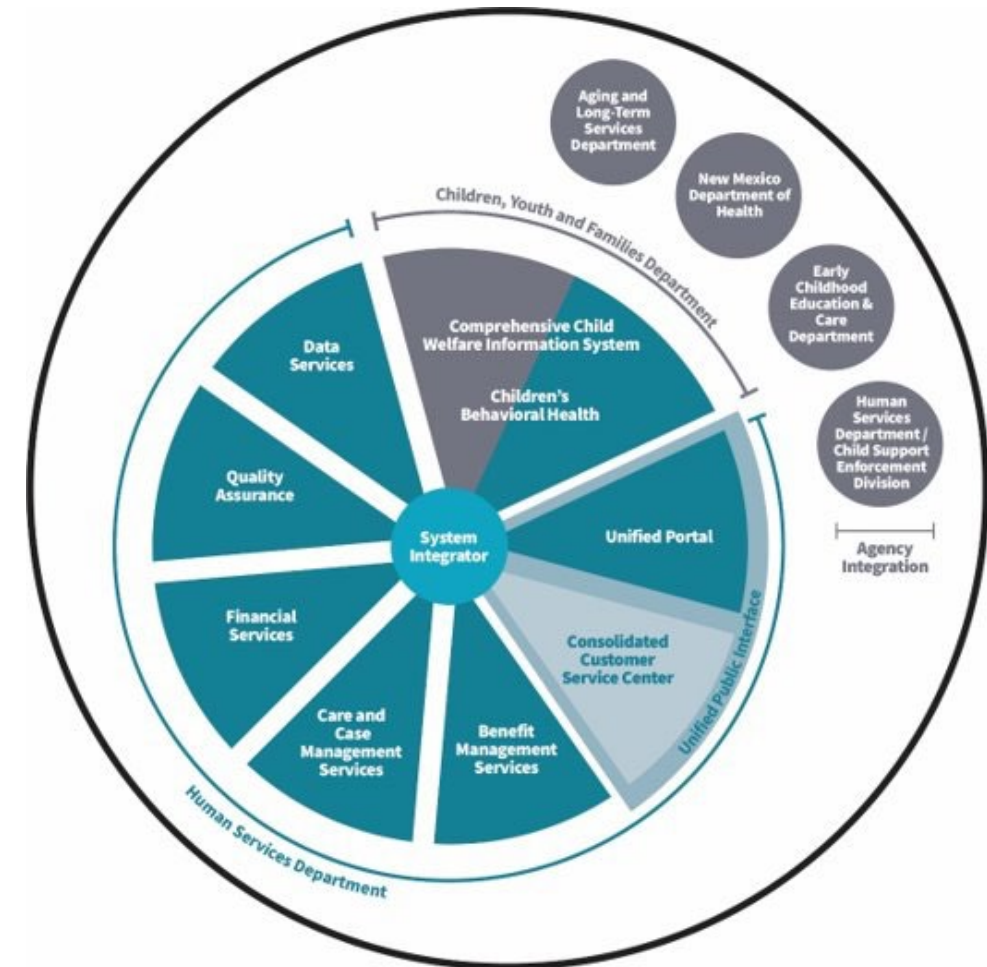 Aging and
Long-Term
Services
Department
New Mexico
Department of
Health
Children, Youth and Families Department
Early
Childhood
Education &
Care
Department
Comprehensive Child
Welfare Information System
Children's
Behavioral Health
Data
Services
Human
Services
Department /
Child Support
Enforcement
Division
Quality
Assurance
System
Integrator
Unified Portal
Agency
Integration
Financial
Services
Consolidated
Customer
Service Center
Unified Public Interface
Care and
Case
Management
Services
Benefit
Management
Services
Human Services Department